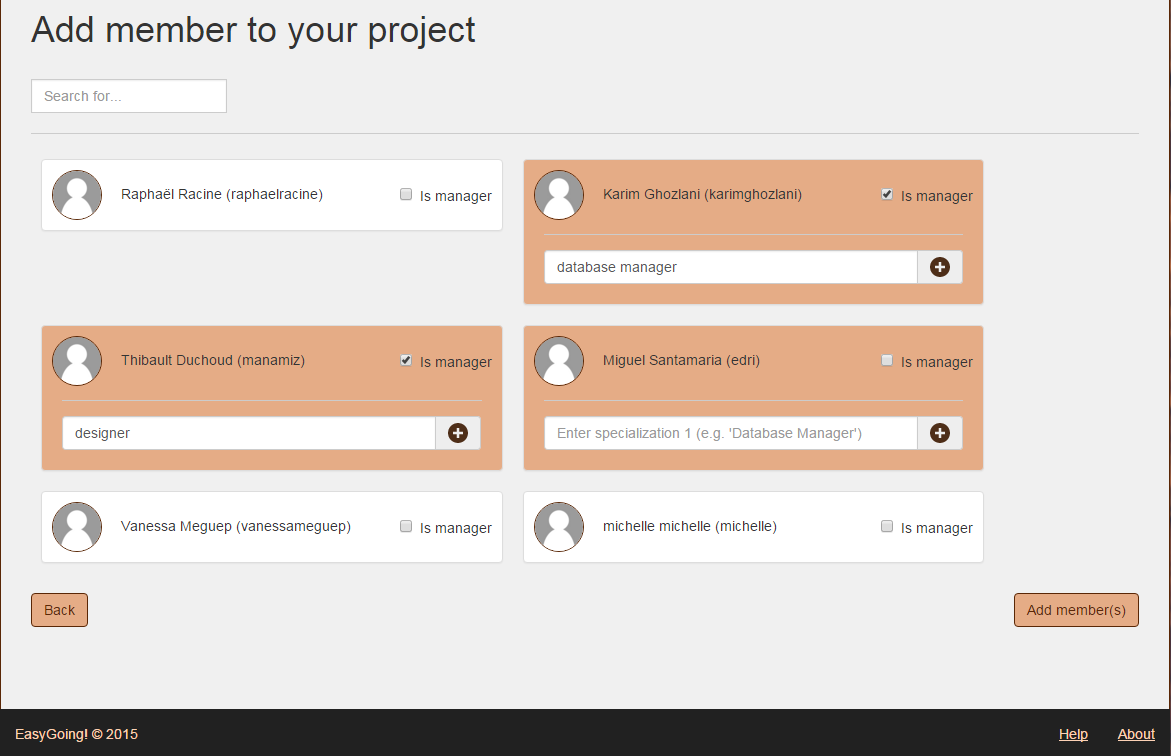 Add member to your project
Search for...
Raphaël Racine (raphaelracine) Is manager
Karim Ghozlani (karimghozlani) Is manager
database manager
Thibault Duchoud (manamiz) Is manager
designer
Miguel Santamaria (edri) Is manager
Enter specialization 1 (e.g. 'Database Manager')
Vanessa Meguep (vanessameguep) Is manager
michelle michelle (michelle) Is manager
Back
Add member(s)
EasyGoing! © 2015
Help
About